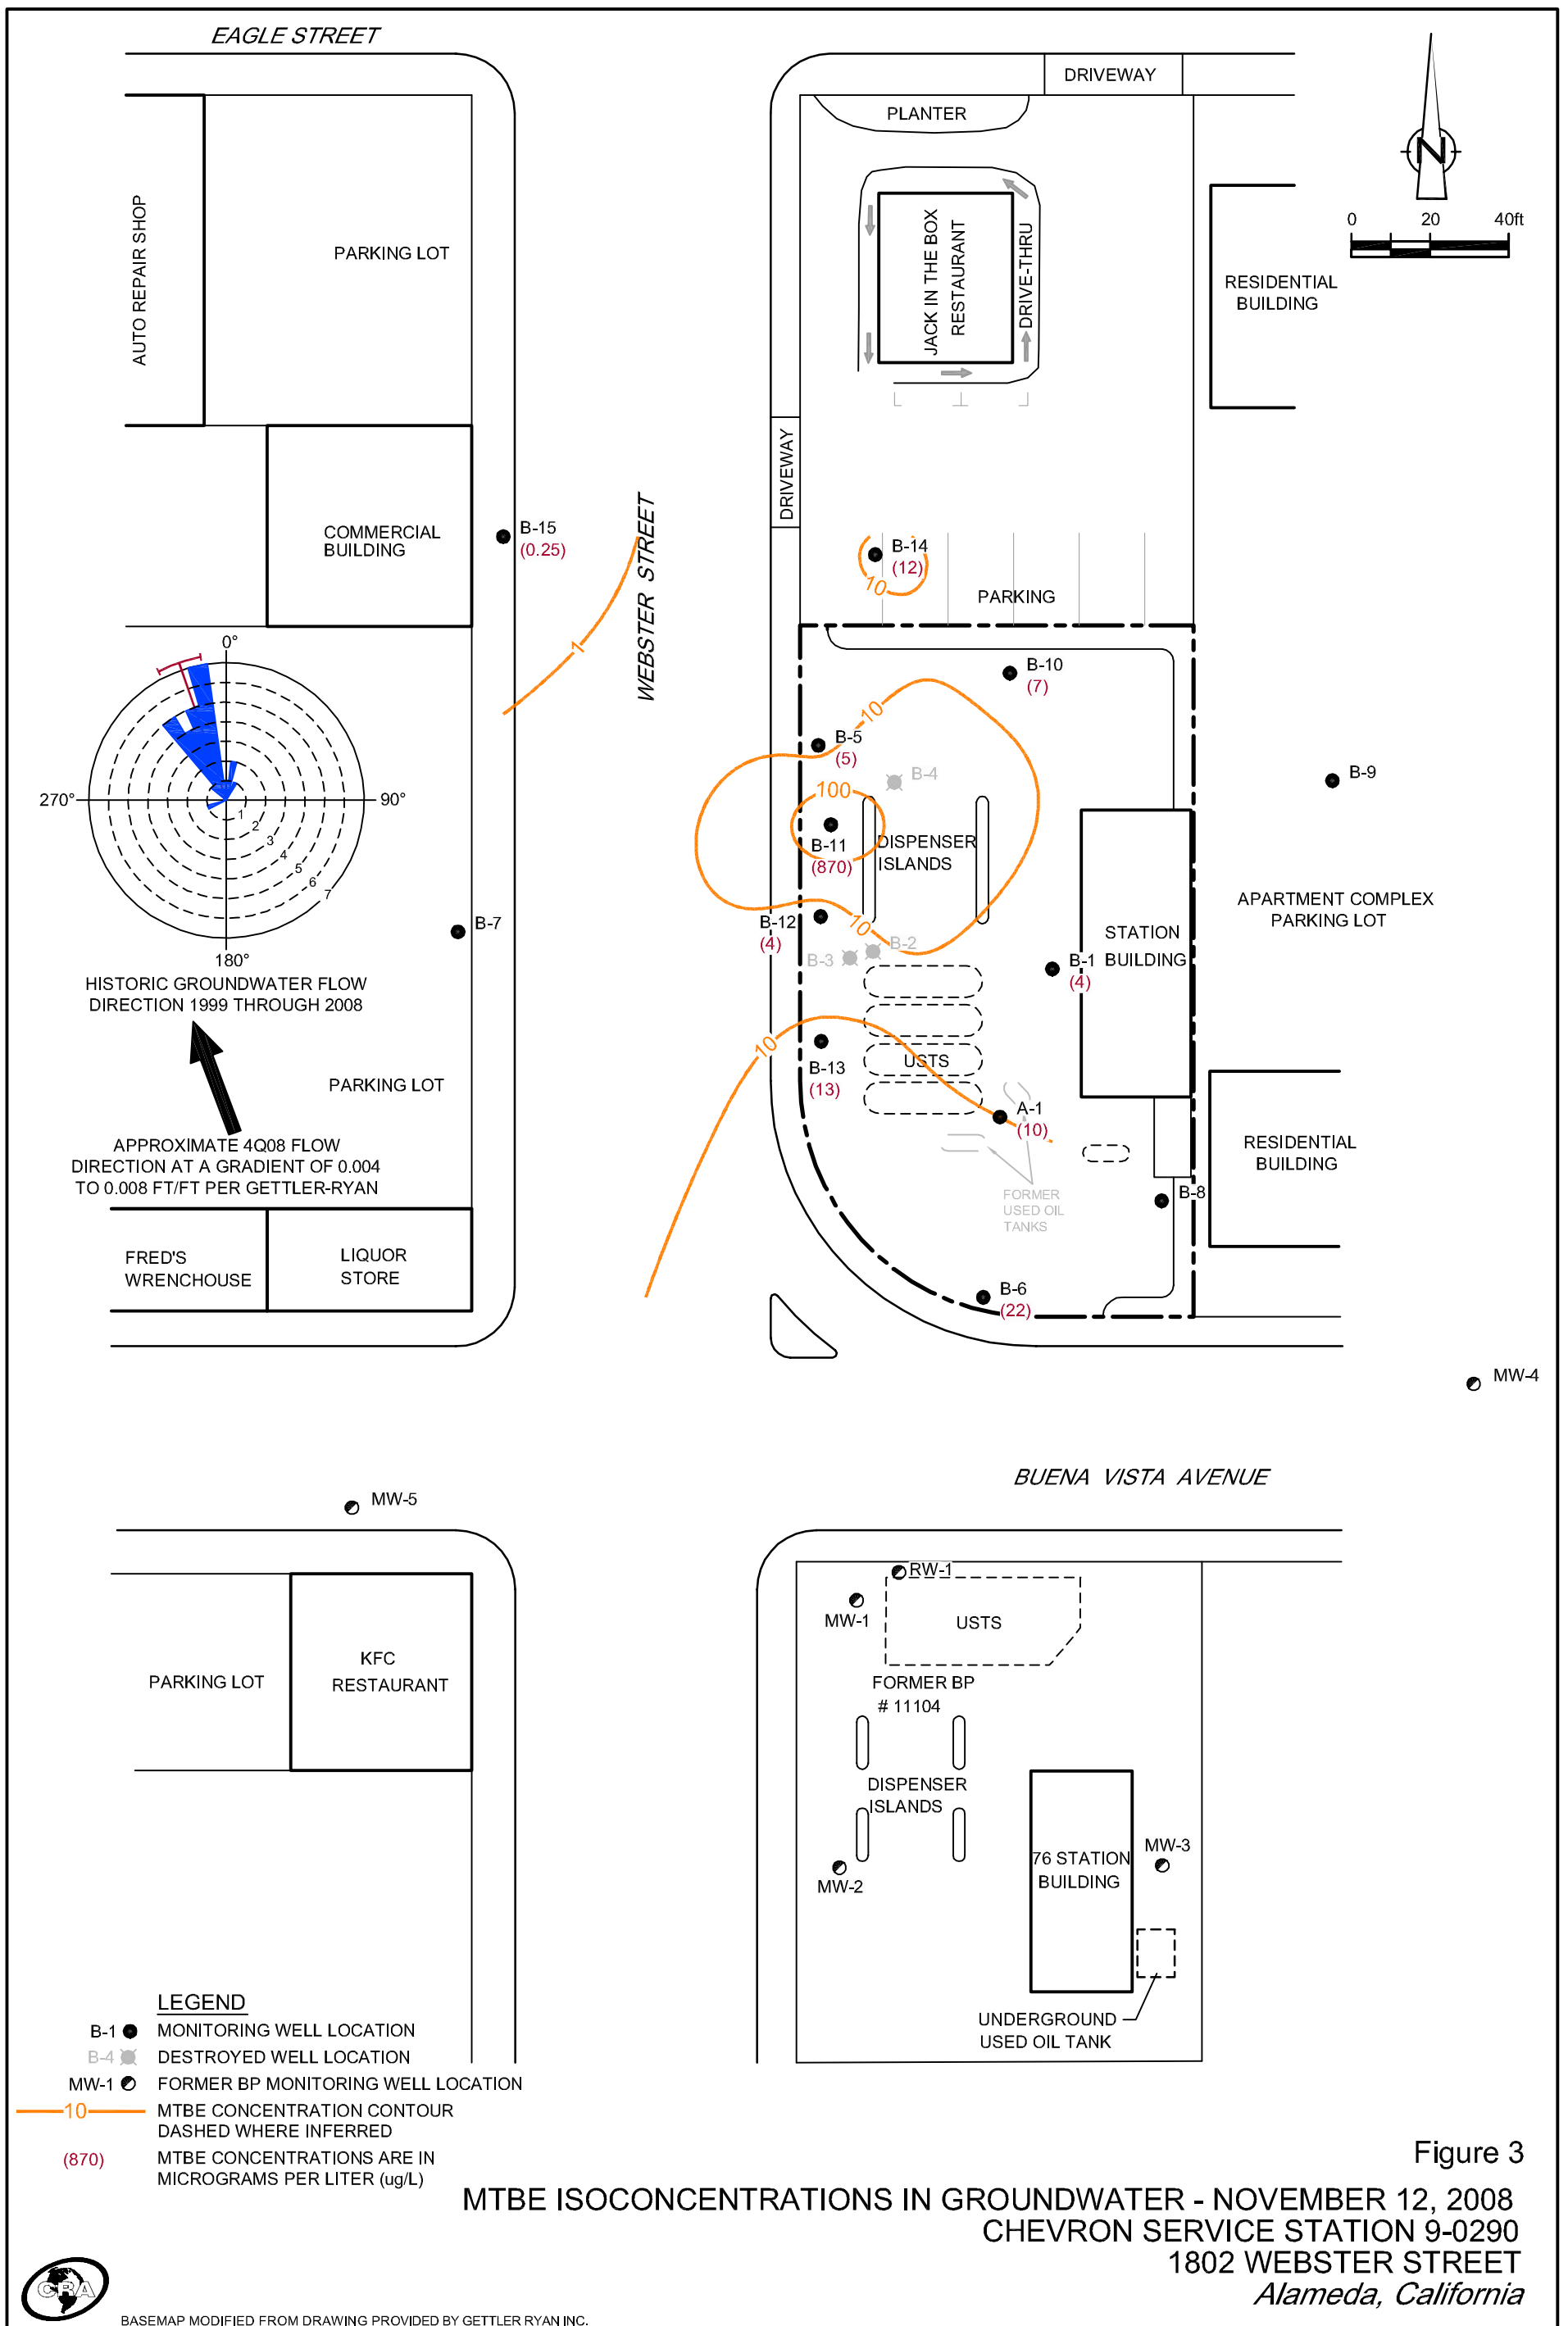 EAGLE STREET
DRIVEWAY
PLANTER
N
0 20 40ft
AUTO REPAIR SHOP
PARKING LOT
JACK IN THE BOX
RESTAURANT
DRIVE-THRU
RESIDENTIAL
BUILDING
DRIVEWAY
WEBSTER STREET
COMMERCIAL
BUILDING
B-15
(0.25)
1
B-14
(12)
10
PARKING
B-10
(7)
10
B-5
(5)
B-4
B-9
100
B-11
(870)
DISPENSER
ISLANDS
0°
270°
90°
180°
1
2
3
4
5
6
7
HISTORIC GROUNDWATER FLOW
DIRECTION 1999 THROUGH 2008
B-7
B-12
(4)
10
B-2
B-3
APARTMENT COMPLEX
PARKING LOT
STATION
BUILDING
B-1
(4)
10
USTS
B-13
(13)
A-1
(10)
PARKING LOT
APPROXIMATE 4Q08 FLOW
DIRECTION AT A GRADIENT OF 0.004
TO 0.008 FT/FT PER GETTLER-RYAN
FORMER
USED OIL
TANKS
RESIDENTIAL
BUILDING
B-8
FRED'S
WRENCHOUSE
LIQUOR
STORE
B-6
(22)
MW-4
BUENA VISTA AVENUE
MW-5
RW-1
MW-1
USTS
KFC
RESTAURANT
PARKING LOT
FORMER BP
# 11104
DISPENSER
ISLANDS
MW-2
76 STATION
BUILDING
MW-3
UNDERGROUND
USED OIL TANK
LEGEND
B-1 MONITORING WELL LOCATION
B-4 DESTROYED WELL LOCATION
MW-1 FORMER BP MONITORING WELL LOCATION
10 MTBE CONCENTRATION CONTOUR
DASHED WHERE INFERRED
(870) MTBE CONCENTRATIONS ARE IN
MICROGRAMS PER LITER (ug/L)
Figure 3
MTBE ISOCONCENTRATIONS IN GROUNDWATER - NOVEMBER 12, 2008
CHEVRON SERVICE STATION 9-0290
1802 WEBSTER STREET
Alameda, California
CRA
BASEMAP MODIFIED FROM DRAWING PROVIDED BY GETTLER RYAN INC.